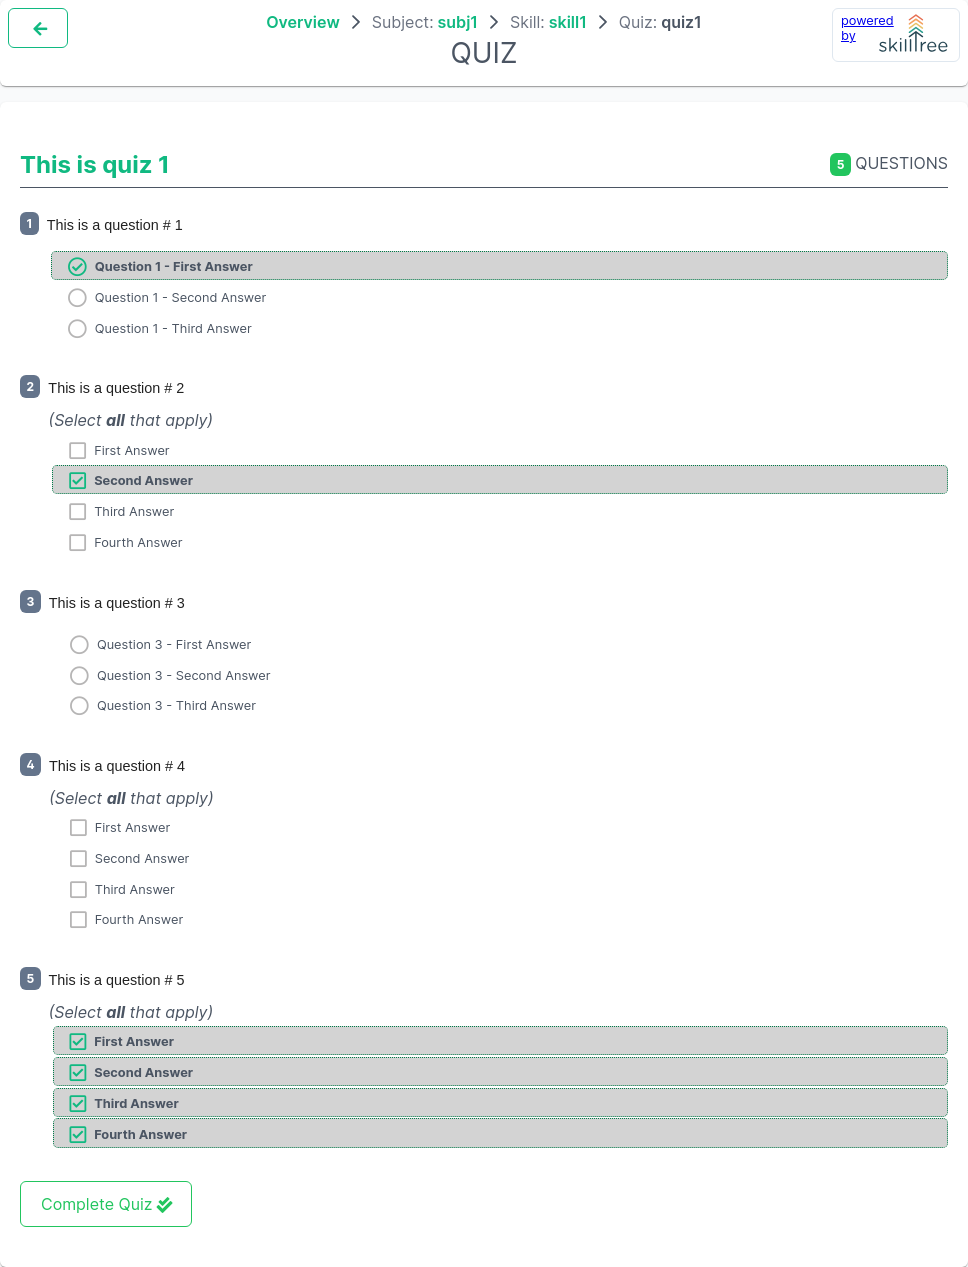 Overview > Subject: subj1 > Skill: skill1 > Quiz: quiz1
QUIZ
powered
by
skilltree
This is quiz 1
5 QUESTIONS
1 This is a question # 1
Question 1 - First Answer
Question 1 - Second Answer
Question 1 - Third Answer
2 This is a question # 2
(Select all that apply)
First Answer
Second Answer
Third Answer
Fourth Answer
3 This is a question # 3
Question 3 - First Answer
Question 3 - Second Answer
Question 3 - Third Answer
4 This is a question # 4
(Select all that apply)
First Answer
Second Answer
Third Answer
Fourth Answer
5 This is a question # 5
(Select all that apply)
First Answer
Second Answer
Third Answer
Fourth Answer
Complete Quiz